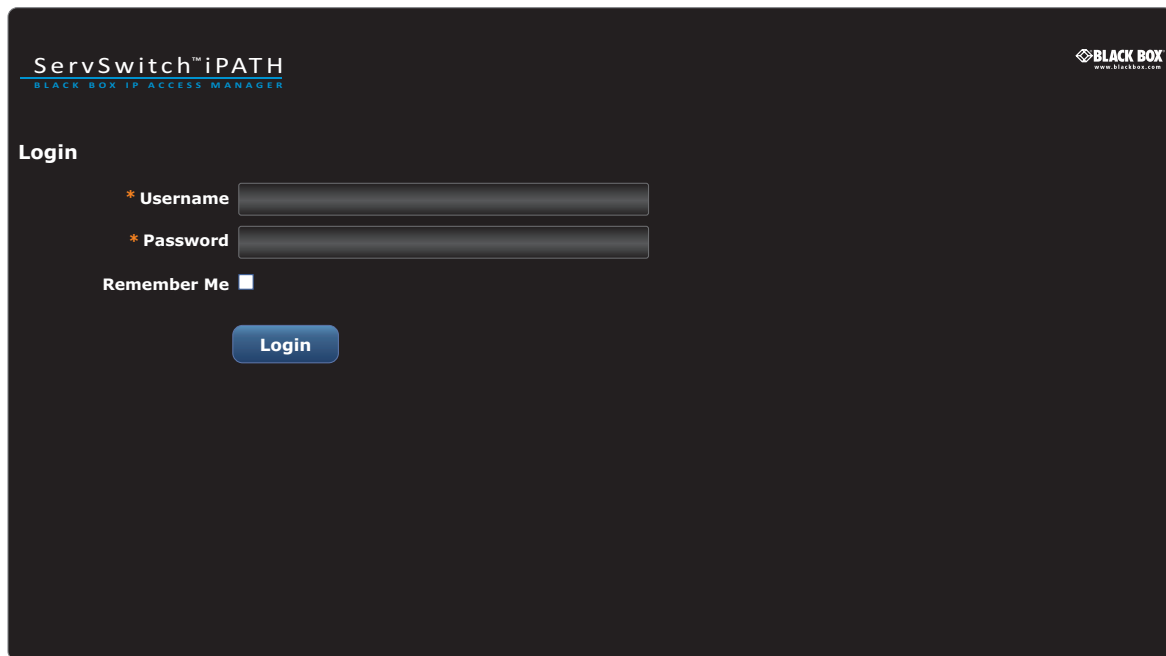 ServSwitch™iPATH
BLACK BOX IP ACCESS MANAGER
BLACK BOX
www.blackbox.com
Login
* Username
* Password
Remember Me
Login